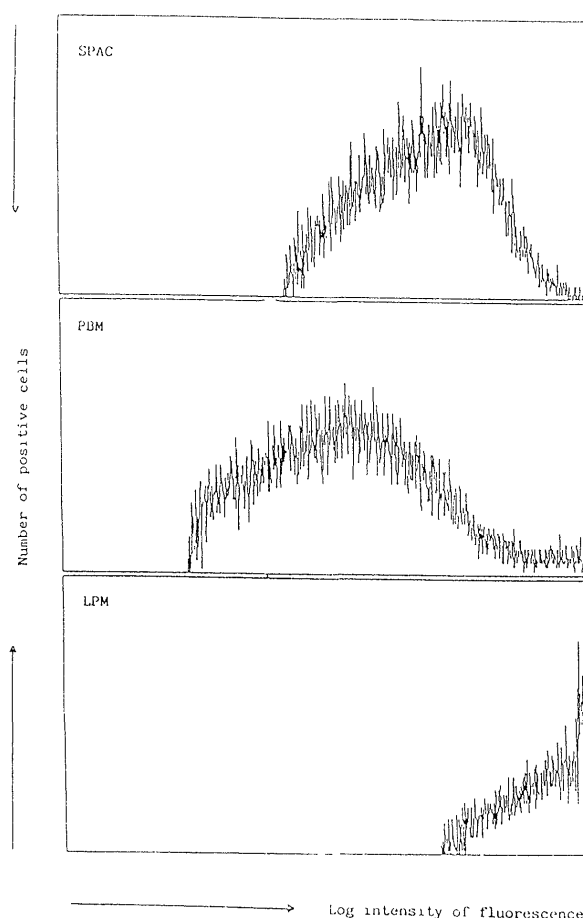 SPAC
PBM
LPM
Number of positive cells
Log intensity of fluorescence